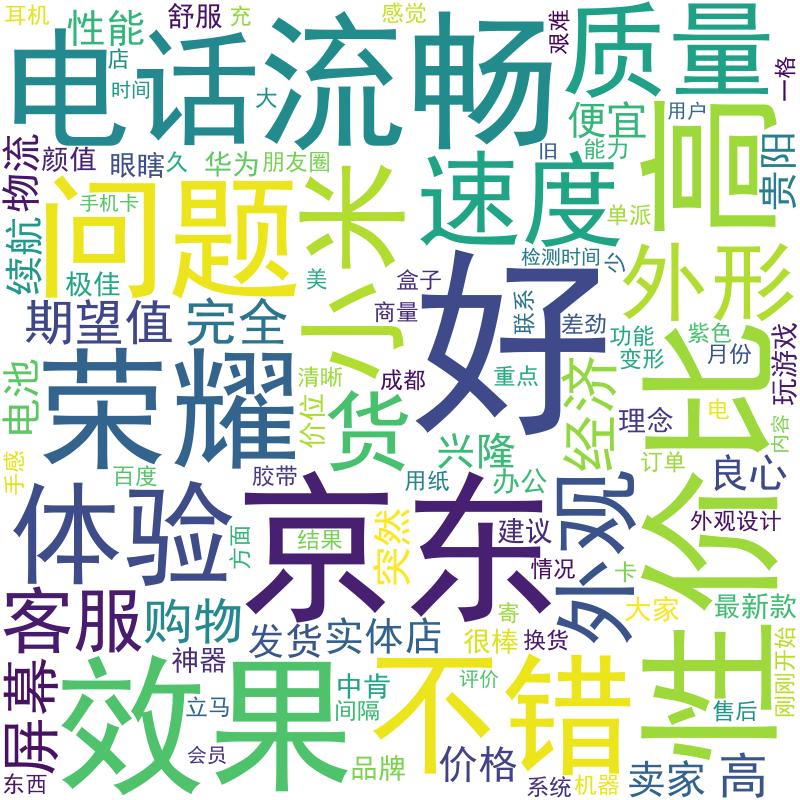 耳机
性能
舒服
充
感觉
艰难
质量
一格
电话流畅
店
时间
大
便宜
用户
高
物流
颜值
眼瞎
久
华为
朋友圈
速度
旧
能力
贵阳
续航
手机卡
问题
小米
单派
极佳
美
盒子
检测时间
少
外形
期望值
完全
商量
联系
差劲
好
功能
紫色
变形
月份
玩游戏
电池
荣耀
清晰
成都
重点
经济
性价比
价位
货
理念
电
内容
手感
百度
胶带
兴隆
用纸
办公
订单
良心
体验
京东
外观
外观设计
方面
结果
突然
建议
情况
卡
客服
购物
发货
实体店
寄
很棒
换货
大家
最新款
刚刚开始
屏幕
神器
效果
立马
中肯
间隔
不错
评价
售后
会员
品牌
价格
东西
系统
机器
卖家
高